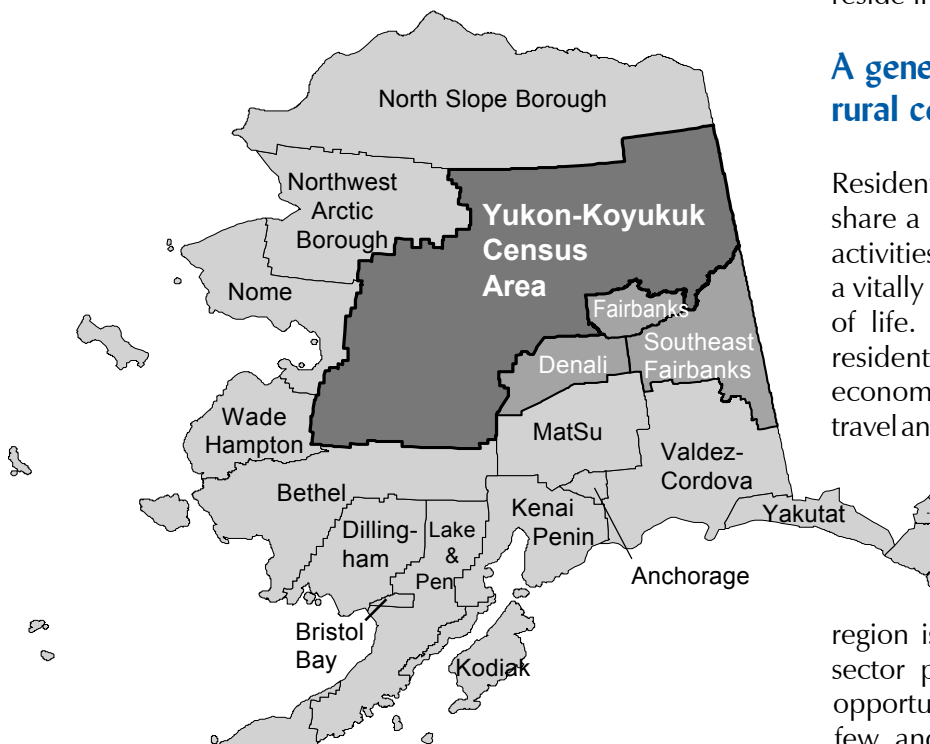 North Slope Borough
Northwest
Arctic
Borough
Yukon-Koyukuk
Census
Area
Nome
Fairbanks
Denali
Southeast
Fairbanks
Wade
Hampton
MatSu
Valdez-
Cordova
Bethel
Kenai
Penin
Yakutat
Dilling-
ham
Lake
&
Pen
Anchorage
Bristol
Bay
Kodiak
A gene
rural c
Resident
share a
activities
a vitally
of life.
resident
econom
travel an
region is
sector p
opportu
few and